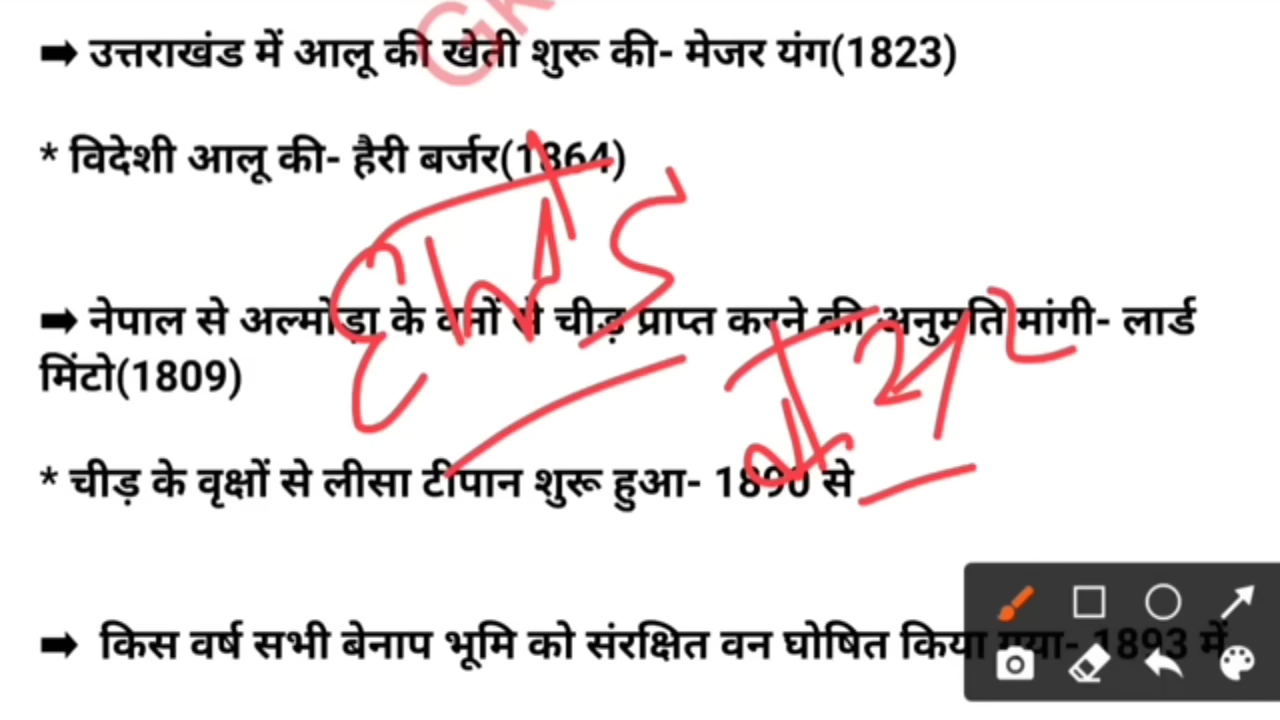 ➡ उत्तराखंड में आलू की खेती शुरू की- मेजर यंग(1823)
* विदेशी आलू की- हैरी बर्जर(1864)
➡ नेपाल से अल्मोड़ा के वनों से चीड़ प्राप्त करने की अनुमति मांगी- लार्ड
मिंटो(1809)
* चीड़ के वृक्षों से लीसा टीपान शुरू हुआ- 1890 से
➡ किस वर्ष सभी बेनाप भूमि को संरक्षित वन घोषित किया गया- 1893 में